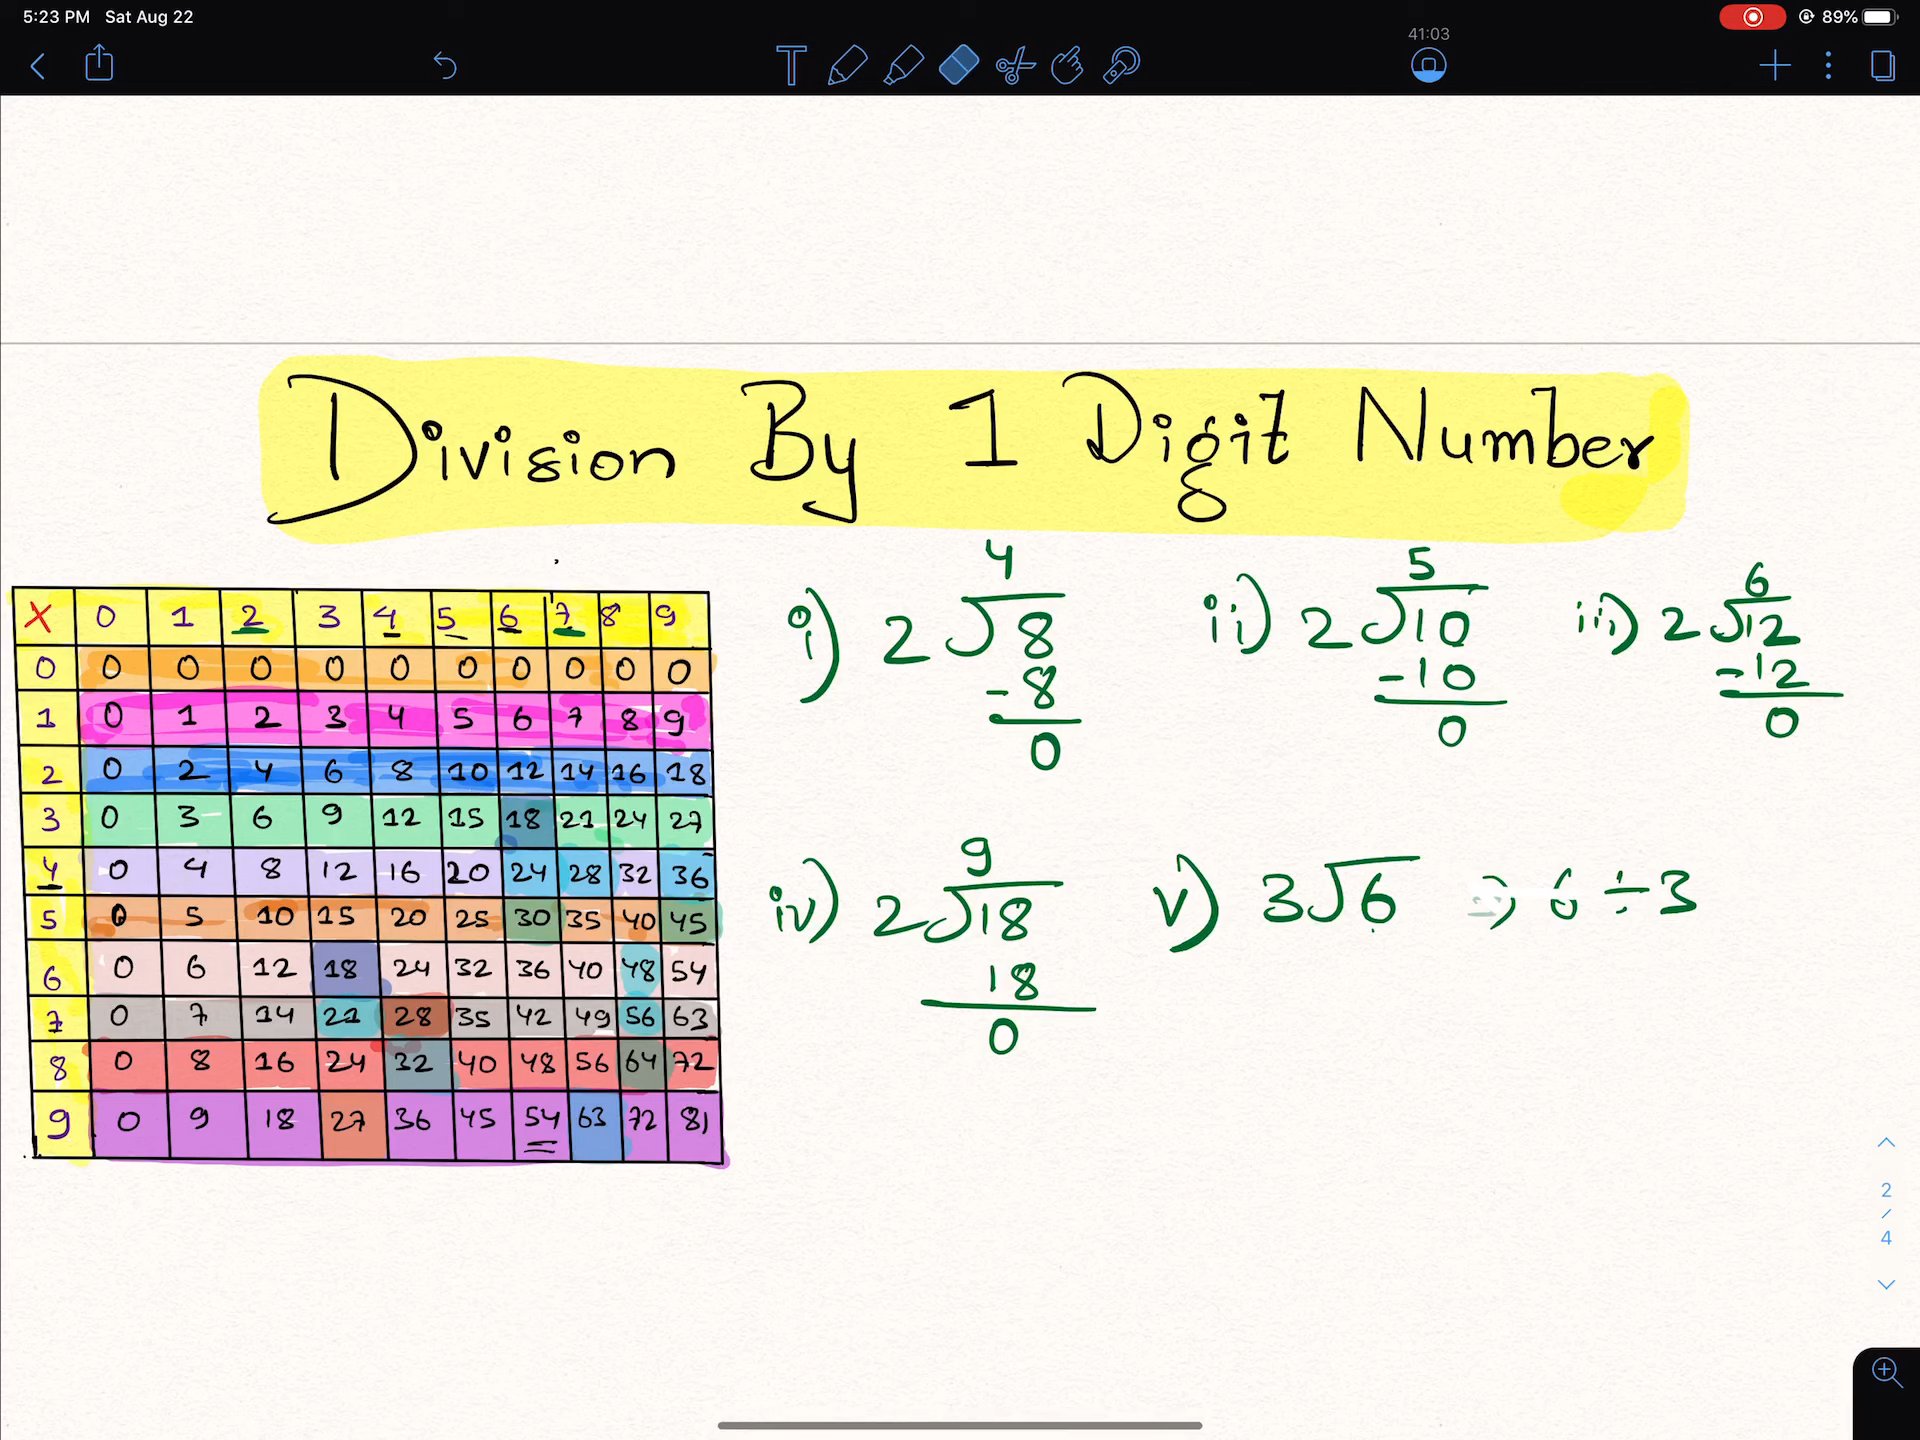 5:23 PM Sat Aug 22
89%
41:03
Division By 1 Digit Number
X 0 1 2 3 4 5 6 7 8 9
0 0 0 0 0 0 0 0 0 0 0
1 0 1 2 3 4 5 6 7 8 9
2 0 2 4 6 8 10 12 14 16 18
3 0 3 6 9 12 15 18 21 24 27
4 0 4 8 12 16 20 24 28 32 36
5 0 5 10 15 20 25 30 35 40 45
6 0 6 12 18 24 32 36 40 48 54
7 0 7 14 21 28 35 42 49 56 63
8 0 8 16 24 32 40 48 56 64 72
9 0 9 18 27 36 45 54 63 72 81
4
i) 2 √8
-8
0
5
ii) 2 √10
-10
0
6
iii) 2 √12
-12
0
9
iv) 2 √18
18
0
v) 3 √6 6 ÷ 3
2
/
4